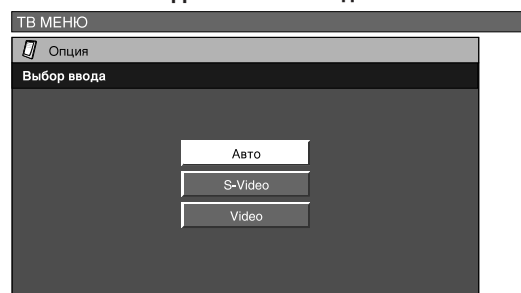 ТВ МЕНЮ
Опция
Выбор ввода
Авто
S-Video
Video